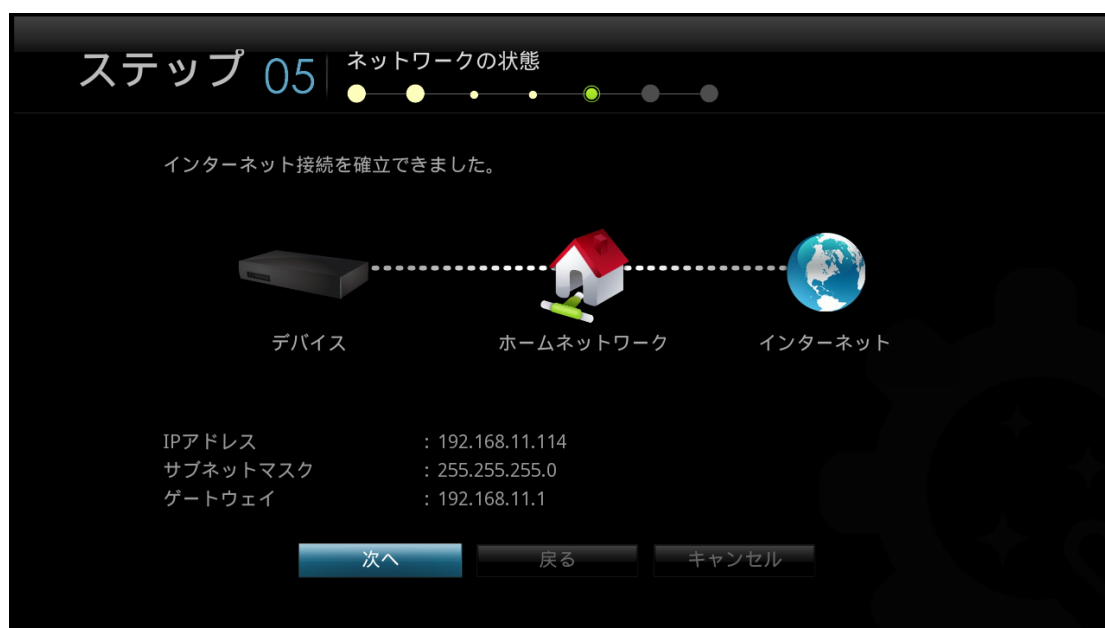 ステップ 05
ネットワークの状態
インターネット接続を確立できました。
デバイス ホームネットワーク インターネット
IPアドレス : 192.168.11.114
サブネットマスク : 255.255.255.0
ゲートウェイ : 192.168.11.1
次へ 戻る キャンセル